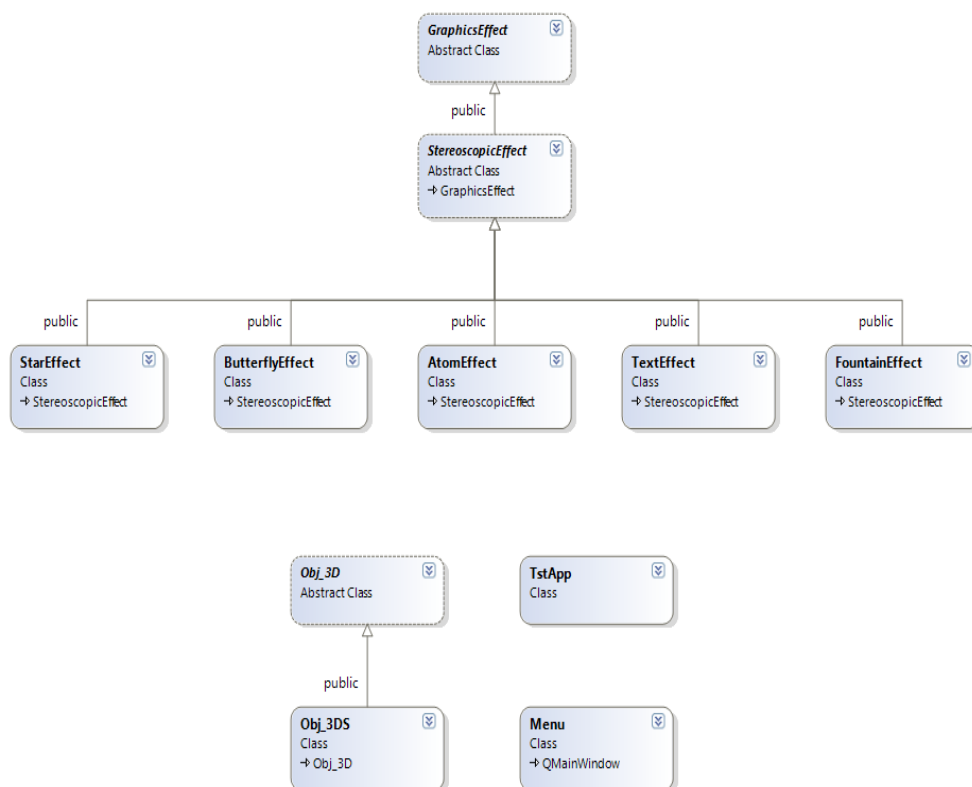 GraphicsEffect
Abstract Class
public
StereoscopicEffect
Abstract Class
GraphicsEffect
public
public
public
public
public
StarEffect
Class
StereoscopicEffect
ButterflyEffect
Class
StereoscopicEffect
AtomEffect
Class
StereoscopicEffect
TextEffect
Class
StereoscopicEffect
FountainEffect
Class
StereoscopicEffect
Obj_3D
Abstract Class
TstApp
Class
public
Obj_3DS
Class
Obj_3D
Menu
Class
QMainWindow